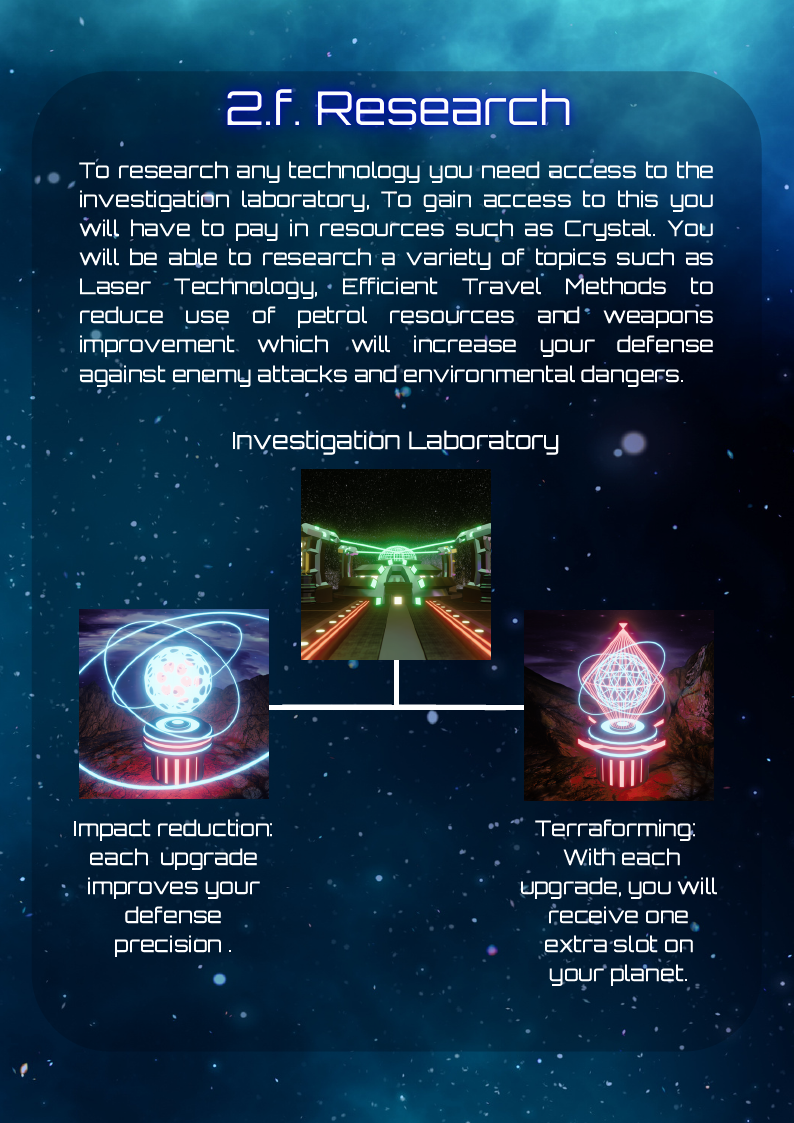 2.f. Research
To research any technology you need access to the
investigation laboratory, To gain access to this you
will have to pay in resources such as Crystal. You
will be able to research a variety of topics such as
Laser Technology, Efficient Travel Methods to
reduce use of petrol resources and weapons
improvement which will increase your defense
against enemy attacks and environmental dangers.
Investigation Laboratory
Impact reduction:
each upgrade
improves your
defense
precision .
Terraforming:
With each
upgrade, you will
receive one
extra slot on
your planet.